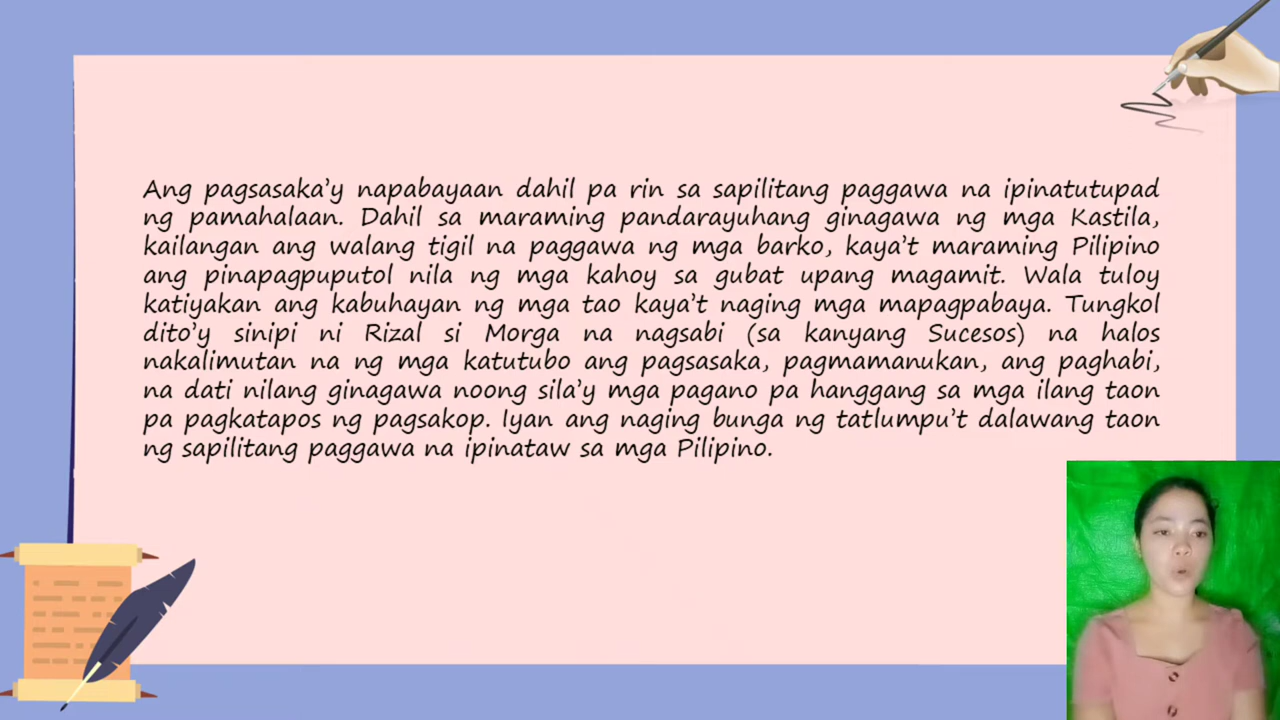 Ang pagsasaka’y napabayaan dahil pa rin sa sapilitang paggawa na ipinatutupad
ng pamahalaan. Dahil sa maraming pandarayuhang ginagawa ng mga Kastila,
kailangan ang walang tigil na paggawa ng mga barko, kaya’t maraming Pilipino
ang pinapagpuputol nila ng mga kahoy sa gubat upang magamit. Wala tuloy
katiyakan ang kabuhayan ng mga tao kaya’t naging mga mapagpabaya. Tungkol
dito’y sinipi ni Rizal si Morga na nagsabi (sa kanyang Sucesos) na halos
nakalimutan na ng mga katutubo ang pagsasaka, pagmamanukan, ang paghabi,
na dati nilang ginagawa noong sila’y mga pagano pa hanggang sa mga ilang taon
pa pagkatapos ng pagsakop. Iyan ang naging bunga ng tatlumpu’t dalawang taon
ng sapilitang paggawa na ipinataw sa mga Pilipino.